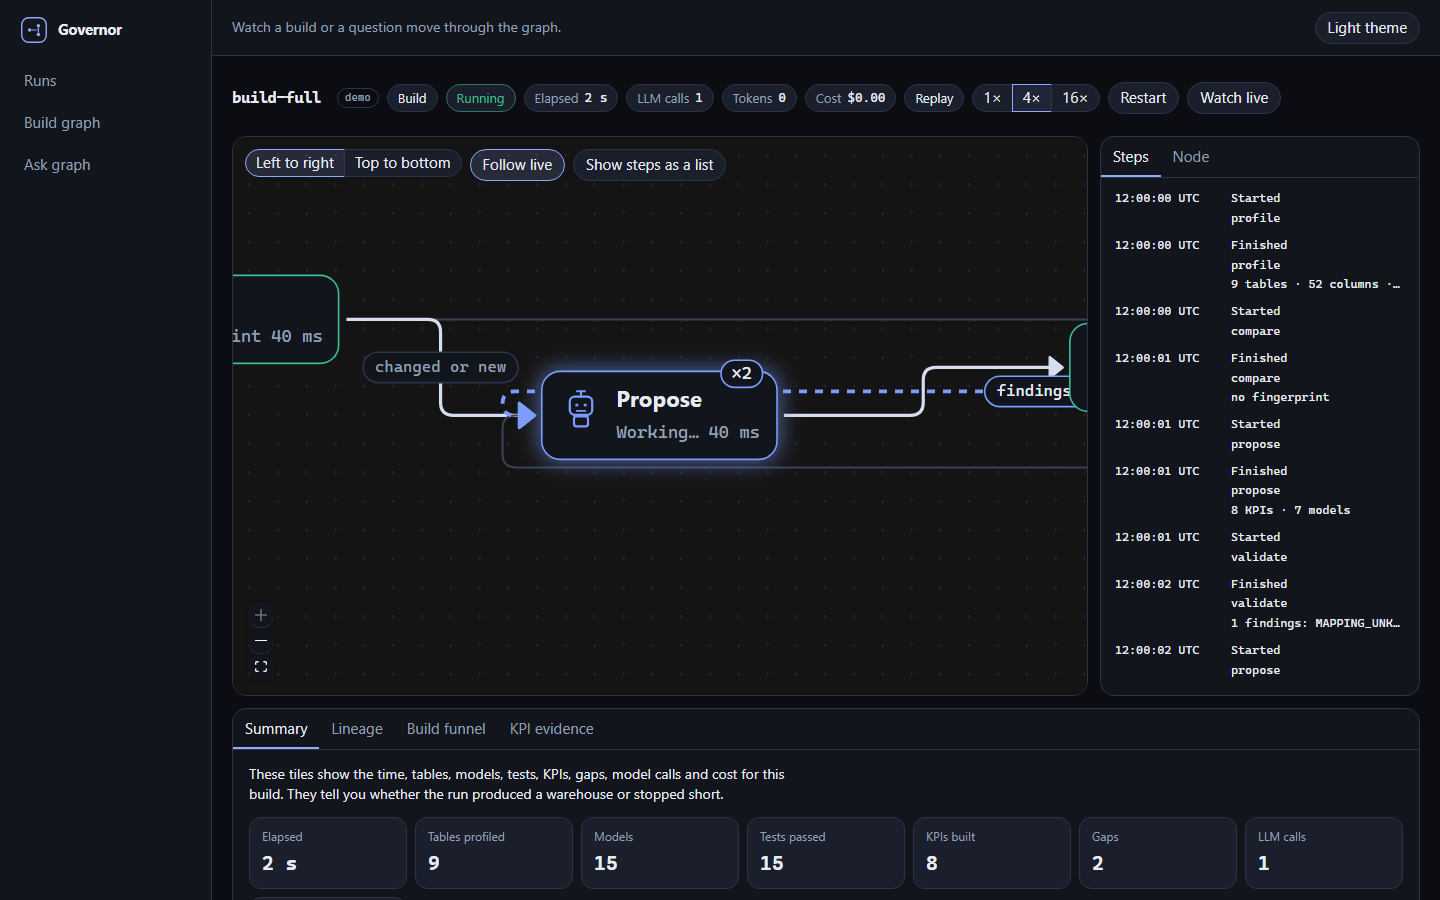 Governor
Watch a build or a question move through the graph.
Light theme
Runs
Build graph
Ask graph
build-full
demo
Build
Running
Elapsed 2 s
LLM calls 1
Tokens 0
Cost $0.00
Replay
1×
4×
16×
Restart
Watch live
Left to right
Top to bottom
Follow live
Show steps as a list
int 40 ms
changed or new
×2
Propose
Working… 40 ms
findings
Steps
Node
12:00:00 UTC Started
profile
12:00:00 UTC Finished
profile
9 tables · 52 columns ·…
12:00:00 UTC Started
compare
12:00:01 UTC Finished
compare
no fingerprint
12:00:01 UTC Started
propose
12:00:01 UTC Finished
propose
8 KPIs · 7 models
12:00:01 UTC Started
validate
12:00:02 UTC Finished
validate
1 findings: MAPPING_UNK…
12:00:02 UTC Started
propose
Summary
Lineage
Build funnel
KPI evidence
These tiles show the time, tables, models, tests, KPIs, gaps, model calls and cost for this
build. They tell you whether the run produced a warehouse or stopped short.
Elapsed
2 s
Tables profiled
9
Models
15
Tests passed
15
KPIs built
8
Gaps
2
LLM calls
1